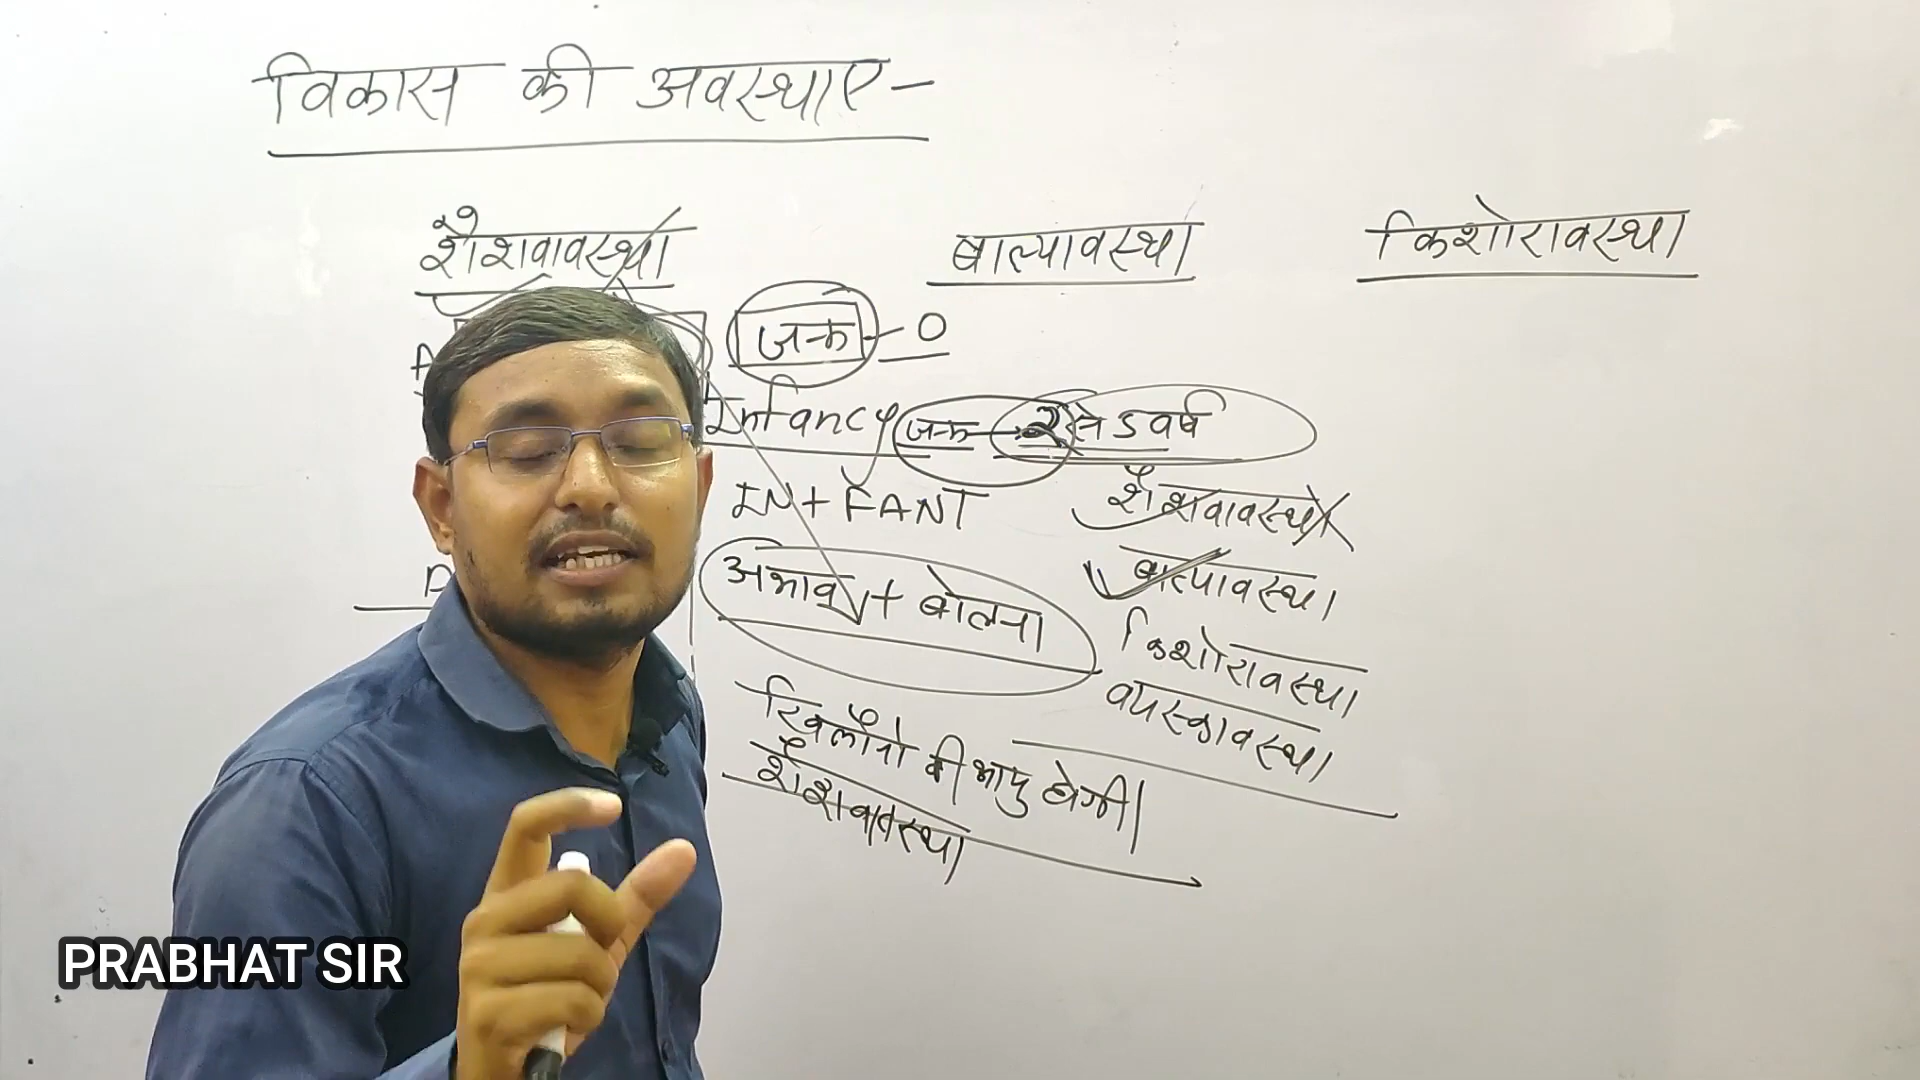 विकास की अवस्थाए -
शैशवावस्था बाल्यावस्था किशोरावस्था
जन्म - 0
Infancy जन्म - 2 से 5 वर्ष
IN + FANT शैशवावस्था
अभाव + बोलना बाल्यावस्था
किशोरावस्था
वयस्कावस्था
खिलौनो की आयु होगी।
शैशवावस्था
PRABHAT SIR